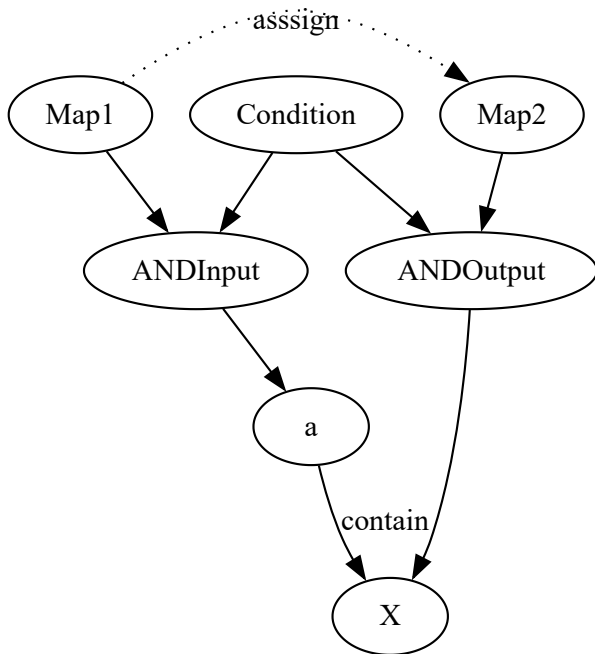 asssign
Map1
Condition
Map2
ANDInput
ANDOutput
a
contain
X